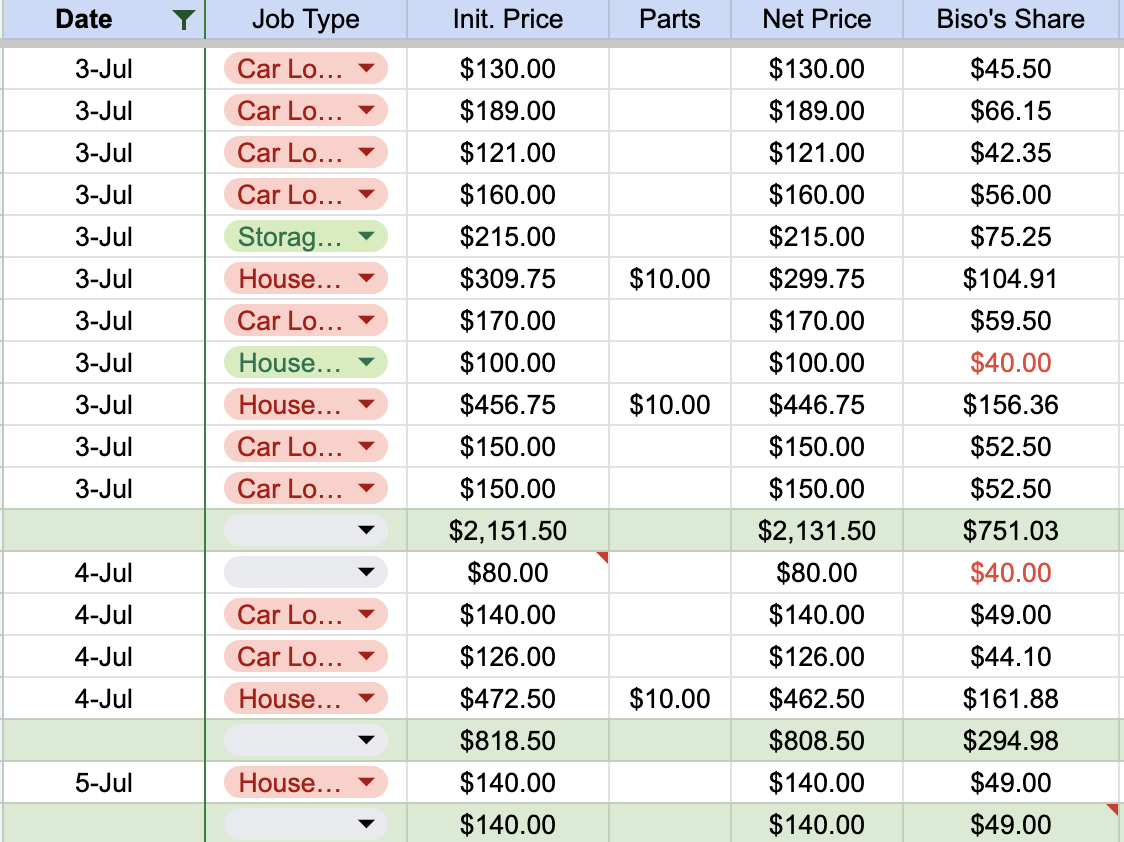 Date Job Type Init. Price Parts Net Price Biso's Share
3-Jul Car Lo... $130.00 $130.00 $45.50
3-Jul Car Lo... $189.00 $189.00 $66.15
3-Jul Car Lo... $121.00 $121.00 $42.35
3-Jul Car Lo... $160.00 $160.00 $56.00
3-Jul Storag... $215.00 $215.00 $75.25
3-Jul House... $309.75 $10.00 $299.75 $104.91
3-Jul Car Lo... $170.00 $170.00 $59.50
3-Jul House... $100.00 $100.00 $40.00
3-Jul House... $456.75 $10.00 $446.75 $156.36
3-Jul Car Lo... $150.00 $150.00 $52.50
3-Jul Car Lo... $150.00 $150.00 $52.50
$2,151.50 $2,131.50 $751.03
4-Jul $80.00 $80.00 $40.00
4-Jul Car Lo... $140.00 $140.00 $49.00
4-Jul Car Lo... $126.00 $126.00 $44.10
4-Jul House... $472.50 $10.00 $462.50 $161.88
$818.50 $808.50 $294.98
5-Jul House... $140.00 $140.00 $49.00
$140.00 $140.00 $49.00